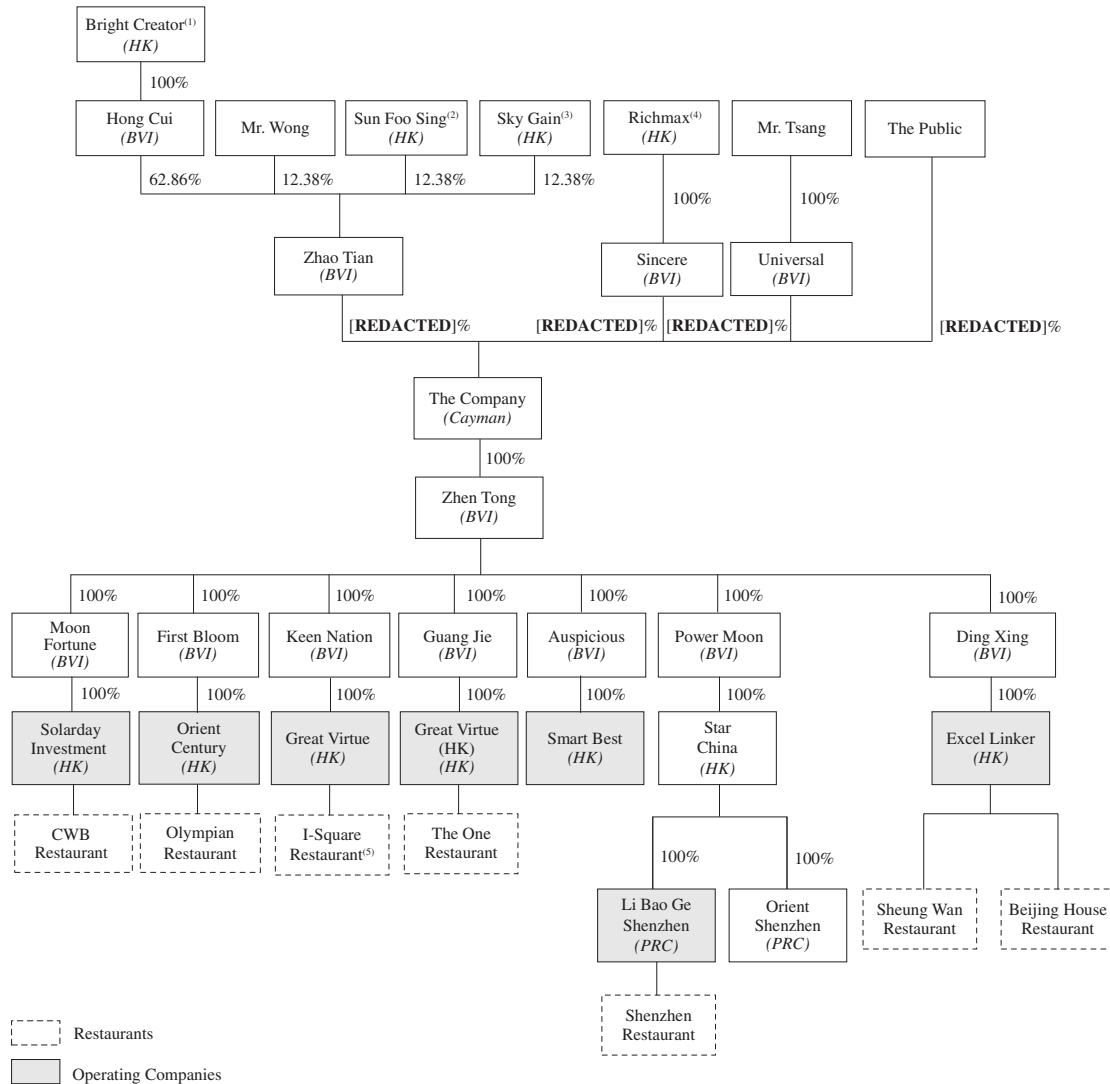 Bright Creator(1)
(HK)
100%
Hong Cui
(BVI)
Mr. Wong
Sun Foo Sing(2)
(HK)
Sky Gain(3)
(HK)
Richmax(4)
(HK)
Mr. Tsang
The Public
62.86%
12.38%
12.38%
12.38%
100%
100%
Zhao Tian
(BVI)
Sincere
(BVI)
Universal
(BVI)
[REDACTED]%
[REDACTED]%
[REDACTED]%
[REDACTED]%
The Company
(Cayman)
100%
Zhen Tong
(BVI)
100%
100%
100%
100%
100%
100%
100%
Moon
Fortune
(BVI)
First Bloom
(BVI)
Keen Nation
(BVI)
Guang Jie
(BVI)
Auspicious
(BVI)
Power Moon
(BVI)
Ding Xing
(BVI)
100%
100%
100%
100%
100%
100%
100%
Solarday
Investment
(HK)
Orient
Century
(HK)
Great Virtue
(HK)
Great Virtue
(HK)
(HK)
Smart Best
(HK)
Star
China
(HK)
Excel Linker
(HK)
CWB
Restaurant
Olympian
Restaurant
I-Square
Restaurant(5)
The One
Restaurant
100%
100%
Li Bao Ge
Shenzhen
(PRC)
Orient
Shenzhen
(PRC)
Sheung Wan
Restaurant
Beijing House
Restaurant
Shenzhen
Restaurant
Restaurants
Operating Companies